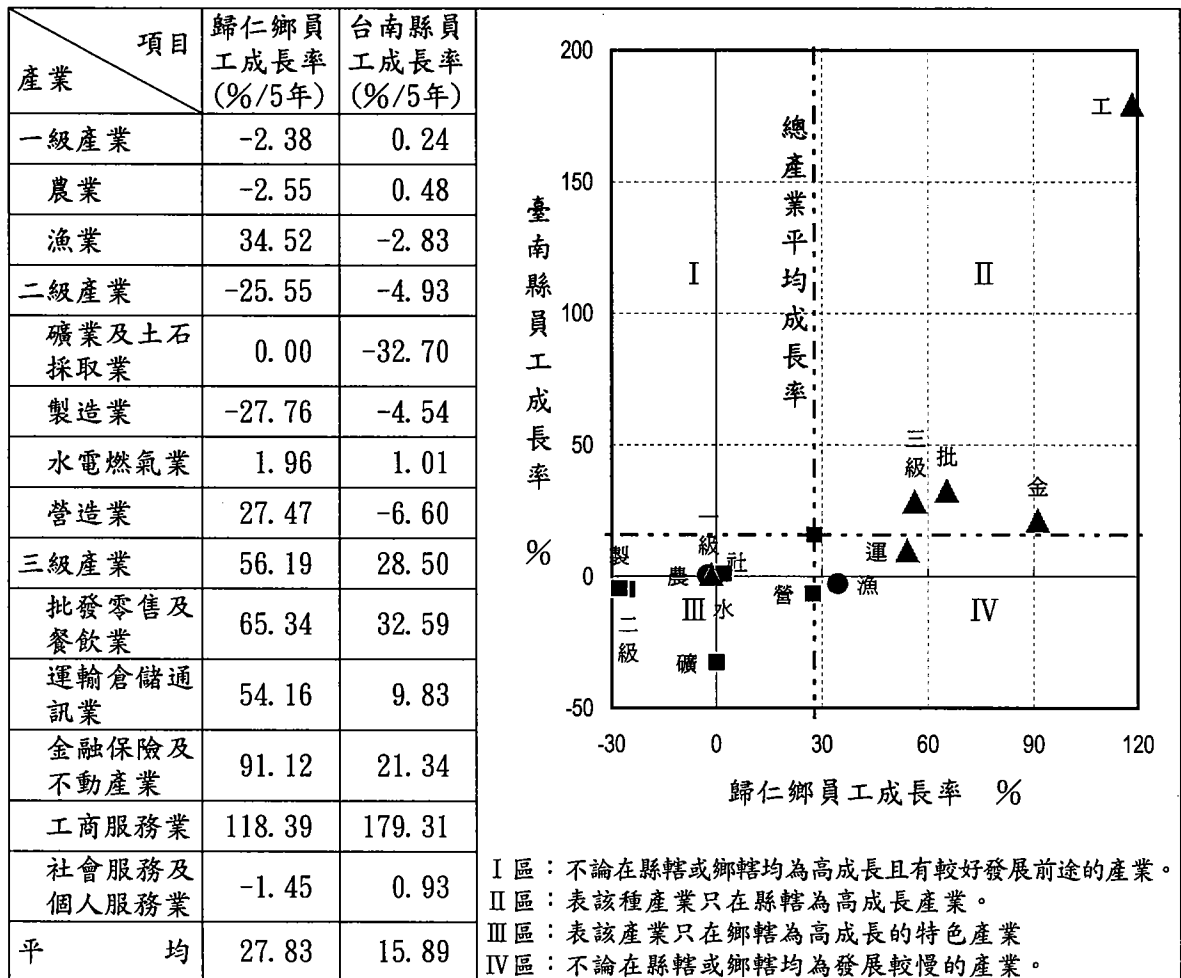 項目
產業
歸仁鄉員
工成長率
(%/5年)
台南縣員
工成長率
(%/5年)
一級產業 -2.38 0.24
農業 -2.55 0.48
漁業 34.52 -2.83
二級產業 -25.55 -4.93
礦業及土石
採取業 0.00 -32.70
製造業 -27.76 -4.54
水電燃氣業 1.96 1.01
營造業 27.47 -6.60
三級產業 56.19 28.50
批發零售及
餐飲業 65.34 32.59
運輸倉儲通
訊業 54.16 9.83
金融保險及
不動產業 91.12 21.34
工商服務業 118.39 179.31
社會服務及
個人服務業 -1.45 0.93
平均 27.83 15.89
臺南縣員工成長率 %
200
150
100
50
0
-50
總產業平均成長率
I
II
III
IV
工
三級
批
金
運
漁
營
一級
社
農
水
製
二級
礦
-30 0 30 60 90 120
歸仁鄉員工成長率 %
I區：不論在縣轄或鄉轄均為高成長且有較好發展前途的產業。
II區：表該種產業只在縣轄為高成長產業。
III區：表該產業只在鄉轄為高成長的特色產業
IV區：不論在縣轄或鄉轄均為發展較慢的產業。